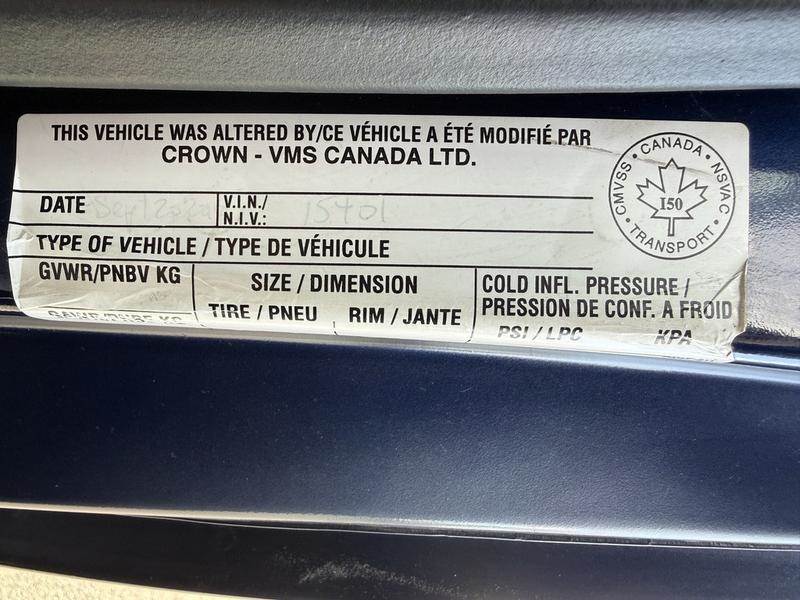 THIS VEHICLE WAS ALTERED BY/CE VÉHICLE A ÉTÉ MODIFIÉ PAR
CROWN - VMS CANADA LTD.
CMVSS • CANADA • NSVAC • TRANSPORT •
150
DATE
V.I.N./
N.I.V.: 15401
TYPE OF VEHICLE / TYPE DE VÉHICULE
GVWR/PNBV KG
SIZE / DIMENSION
TIRE / PNEU RIM / JANTE
COLD INFL. PRESSURE /
PRESSION DE CONF. A FROID
PSI / LPC KPA